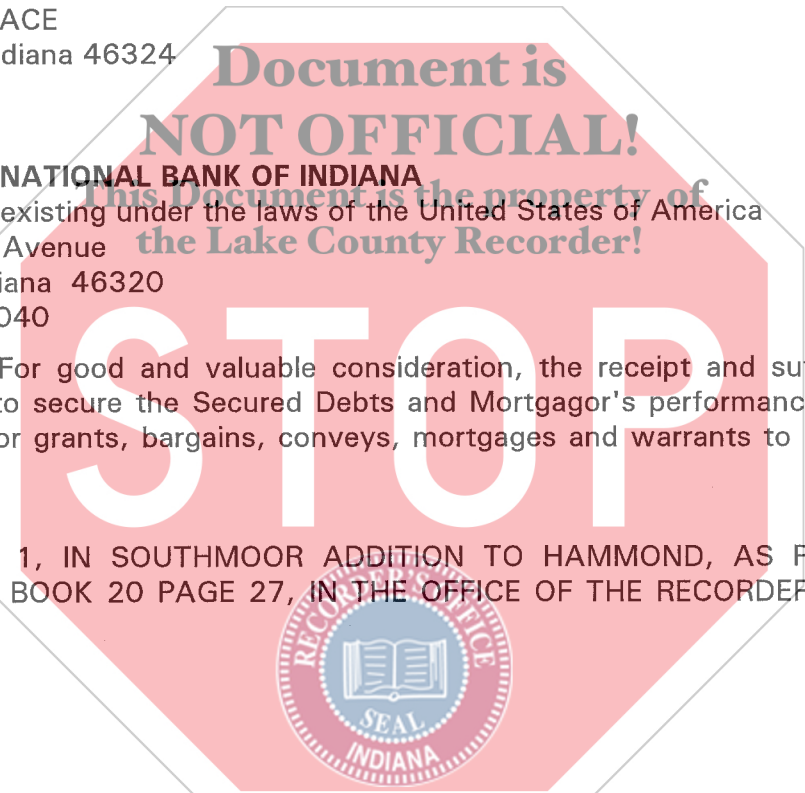 ACE
diana 46324
Document is
NOT OFFICIAL!
NATIONAL BANK OF INDIANA
This Document is the property of
existing under the laws of the United States of America
Avenue
the Lake County Recorder!
iana 46320
040
STOP
For good and valuable consideration, the receipt and su
to secure the Secured Debts and Mortgagor's performanc
or grants, bargains, conveys, mortgages and warrants to
1, IN SOUTHMOOR ADDITION TO HAMMOND, AS
BOOK 20 PAGE 27, IN THE OFFICE OF THE RECORDER
RECORDER'S OFFICE
SEAL
INDIANA